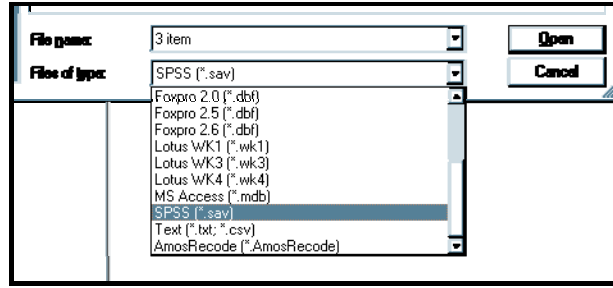 File name: 3 item Open
Files of type: SPSS (*.sav) Cancel
Foxpro 2.0 (*.dbf)
Foxpro 2.5 (*.dbf)
Foxpro 2.6 (*.dbf)
Lotus WK1 (*.wk1)
Lotus WK3 (*.wk3)
Lotus WK4 (*.wk4)
MS Access (*.mdb)
SPSS (*.sav)
Text (*.txt; *.csv)
AmosRecode (*.AmosRecode)